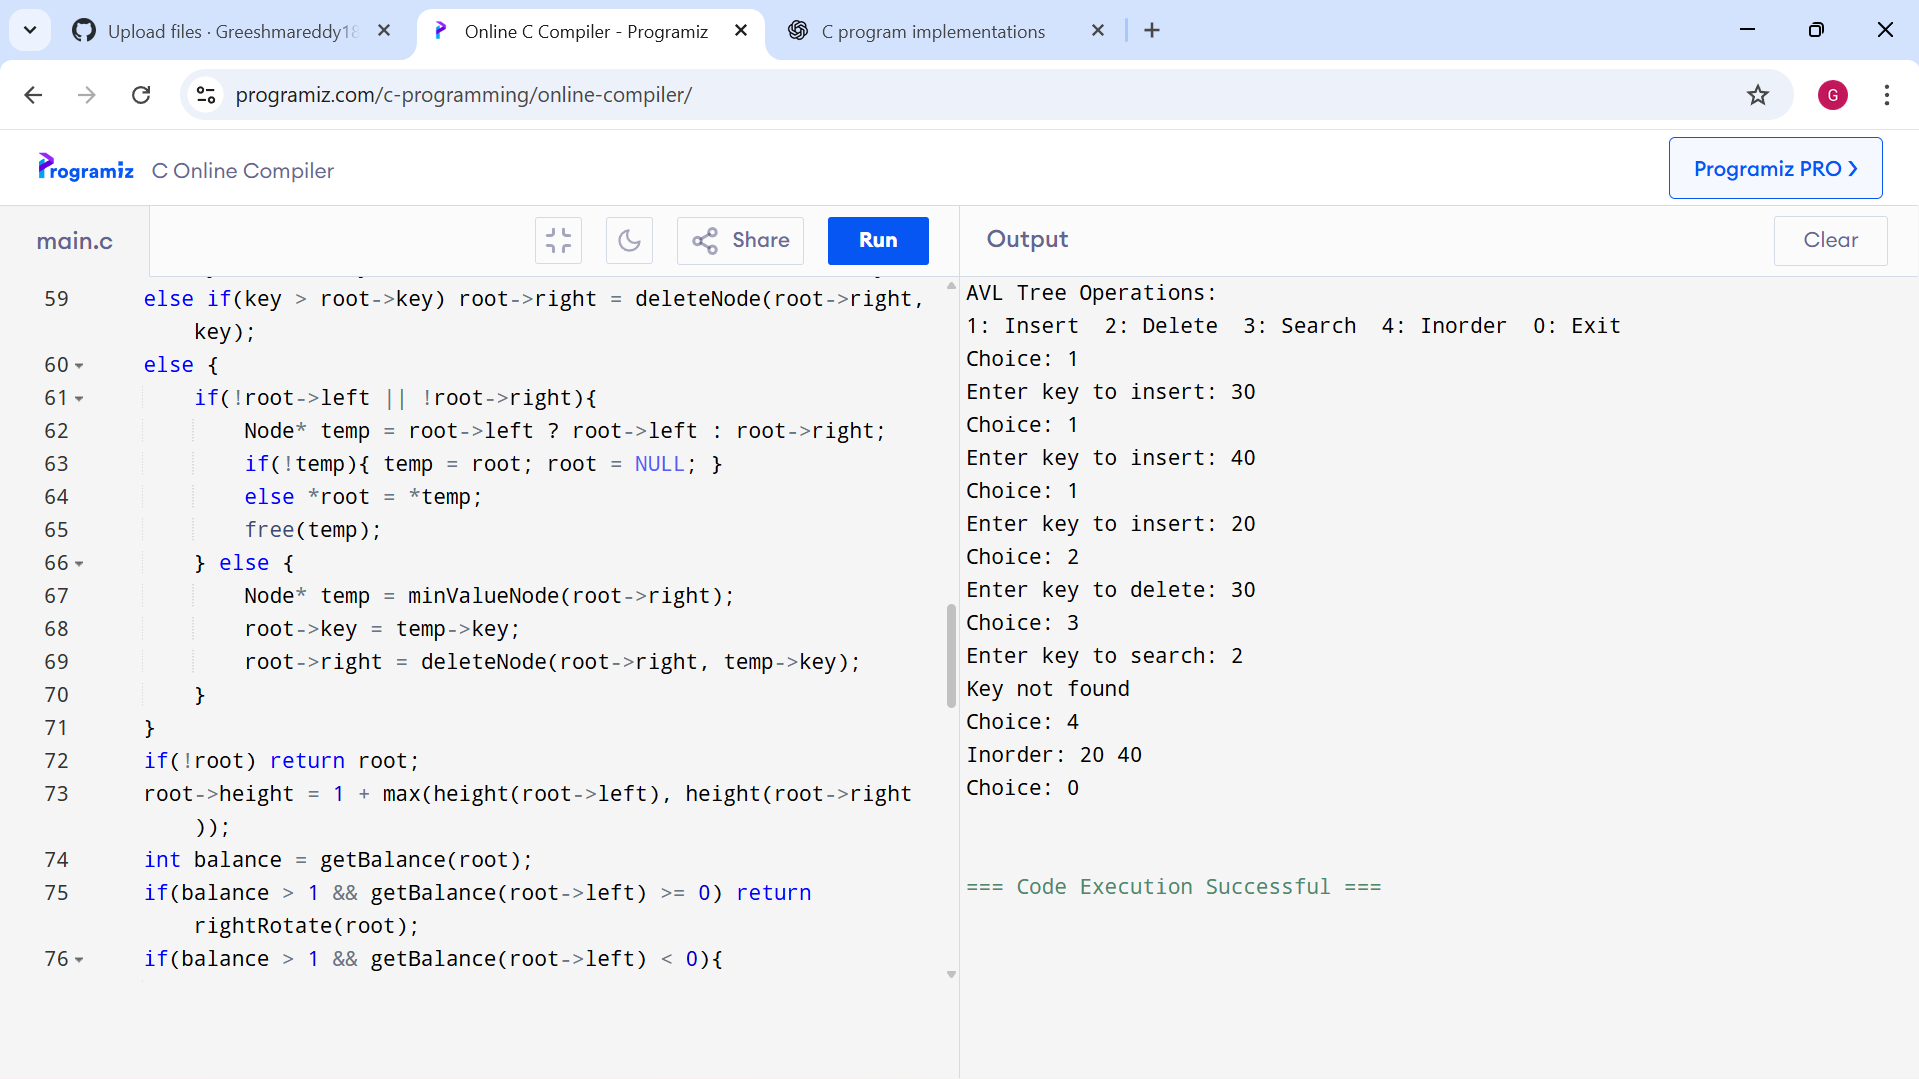 Upload files · Greeshmareddy18
Online C Compiler - Programiz
C program implementations
programiz.com/c-programming/online-compiler/
G
Programiz
C Online Compiler
Programiz PRO
main.c
Share
Run
Output
Clear
59 else if(key > root->key) root->right = deleteNode(root->right,
key);
60 else {
61 if(!root->left || !root->right){
62 Node* temp = root->left ? root->left : root->right;
63 if(!temp){ temp = root; root = NULL; }
64 else *root = *temp;
65 free(temp);
66 } else {
67 Node* temp = minValueNode(root->right);
68 root->key = temp->key;
69 root->right = deleteNode(root->right, temp->key);
70 }
71 }
72 if(!root) return root;
73 root->height = 1 + max(height(root->left), height(root->right
));
74 int balance = getBalance(root);
75 if(balance > 1 && getBalance(root->left) >= 0) return
rightRotate(root);
76 if(balance > 1 && getBalance(root->left) < 0){
AVL Tree Operations:
1: Insert  2: Delete  3: Search  4: Inorder  0: Exit
Choice: 1
Enter key to insert: 30
Choice: 1
Enter key to insert: 40
Choice: 1
Enter key to insert: 20
Choice: 2
Enter key to delete: 30
Choice: 3
Enter key to search: 2
Key not found
Choice: 4
Inorder: 20 40
Choice: 0
=== Code Execution Successful ===